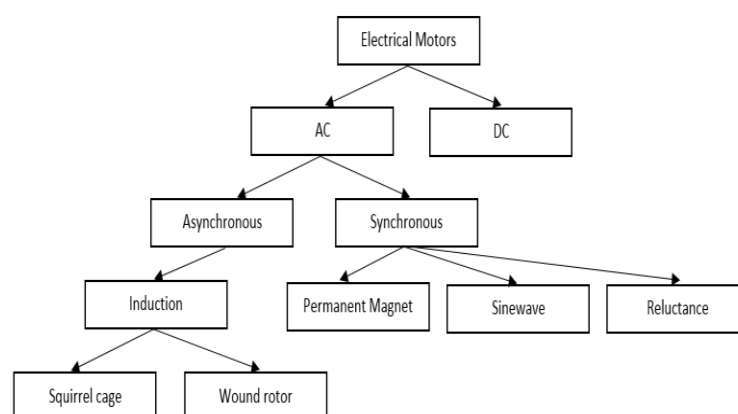 Electrical Motors
AC
DC
Asynchronous
Synchronous
Induction
Permanent Magnet
Sinewave
Reluctance
Squirrel cage
Wound rotor